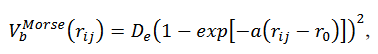 V_b^{Morse}(r_{ij}) = D_e(1 − exp[−a(r_{ij} − r_0)])^2,